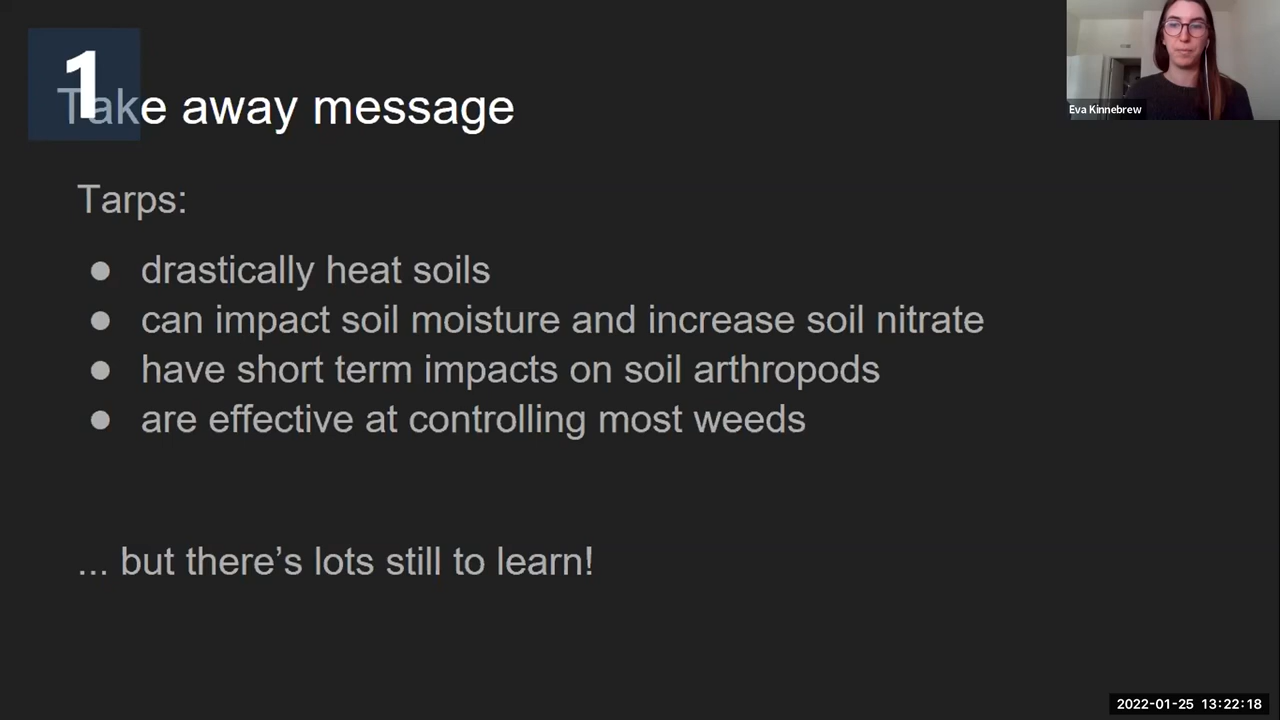 1
Take away message
Eva Kinnebrew
Tarps:
● drastically heat soils
● can impact soil moisture and increase soil nitrate
● have short term impacts on soil arthropods
● are effective at controlling most weeds
... but there’s lots still to learn!
2022-01-25 13:22:18